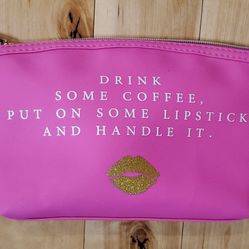 DRINK
SOME COFFEE,
PUT ON SOME LIPSTICK
AND HANDLE IT.